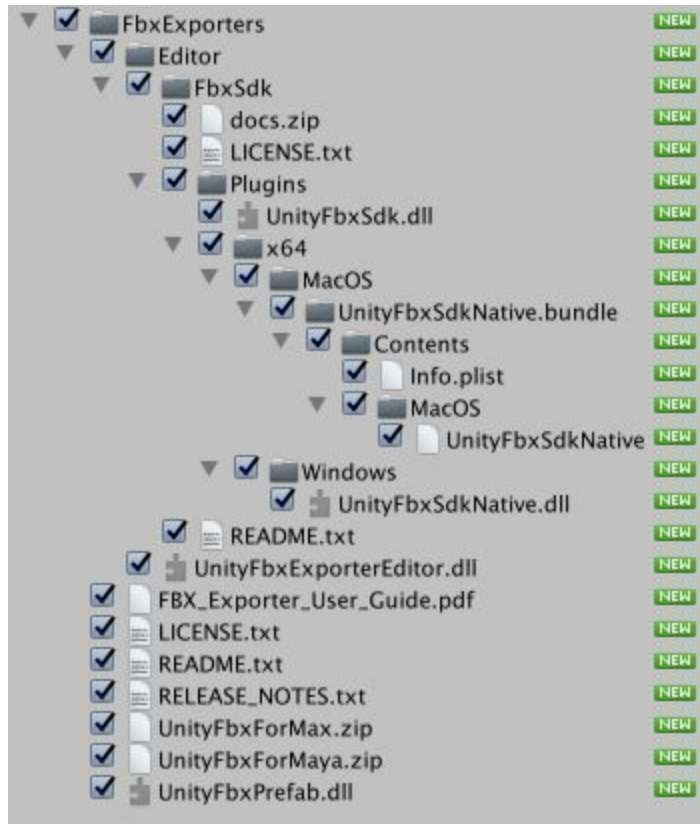 FbxExporters NEW
Editor NEW
FbxSdk NEW
docs.zip NEW
LICENSE.txt NEW
Plugins NEW
UnityFbxSdk.dll NEW
x64 NEW
MacOS NEW
UnityFbxSdkNative.bundle NEW
Contents NEW
Info.plist NEW
MacOS NEW
UnityFbxSdkNative NEW
Windows NEW
UnityFbxSdkNative.dll NEW
README.txt NEW
UnityFbxExporterEditor.dll NEW
FBX_Exporter_User_Guide.pdf NEW
LICENSE.txt NEW
README.txt NEW
RELEASE_NOTES.txt NEW
UnityFbxForMax.zip NEW
UnityFbxForMaya.zip NEW
UnityFbxPrefab.dll NEW